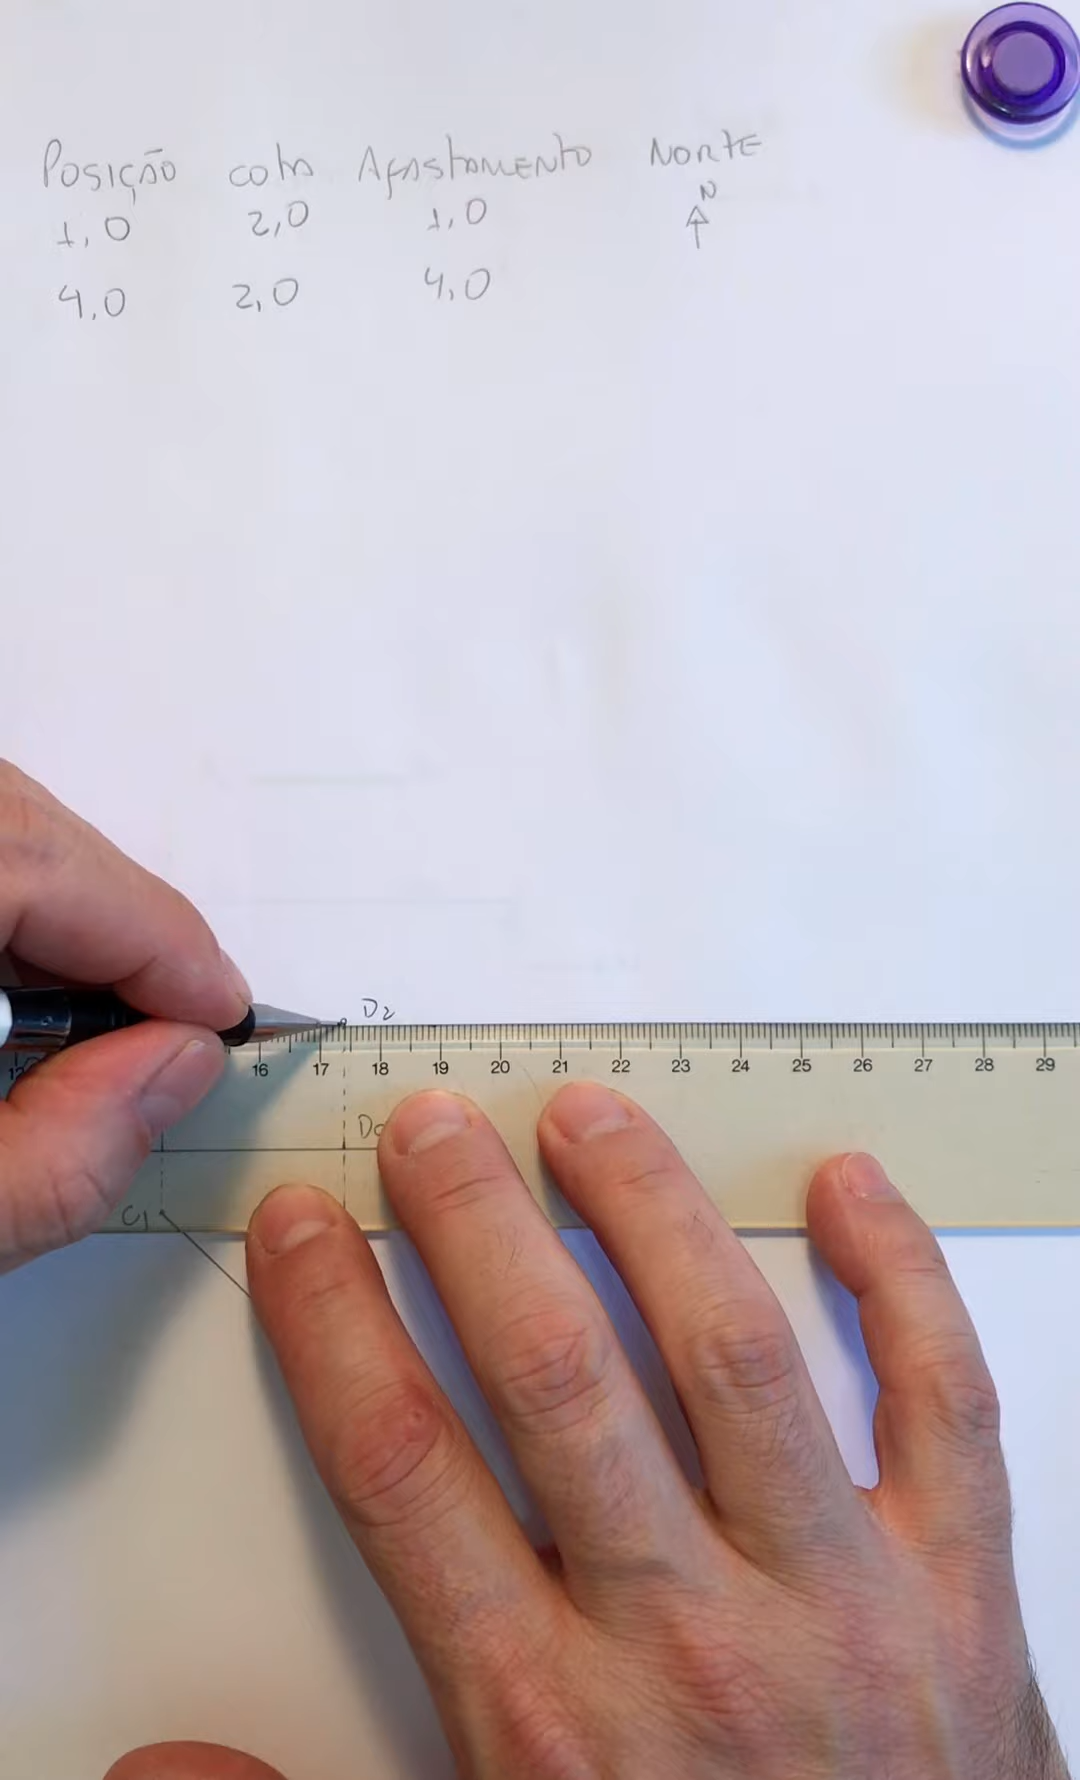 Posição cota Afastamento Norte
1,0 2,0 1,0 N
4,0 2,0 4,0
D2
16 17 18 19 20 21 22 23 24 25 26 27 28 29
D0
C1